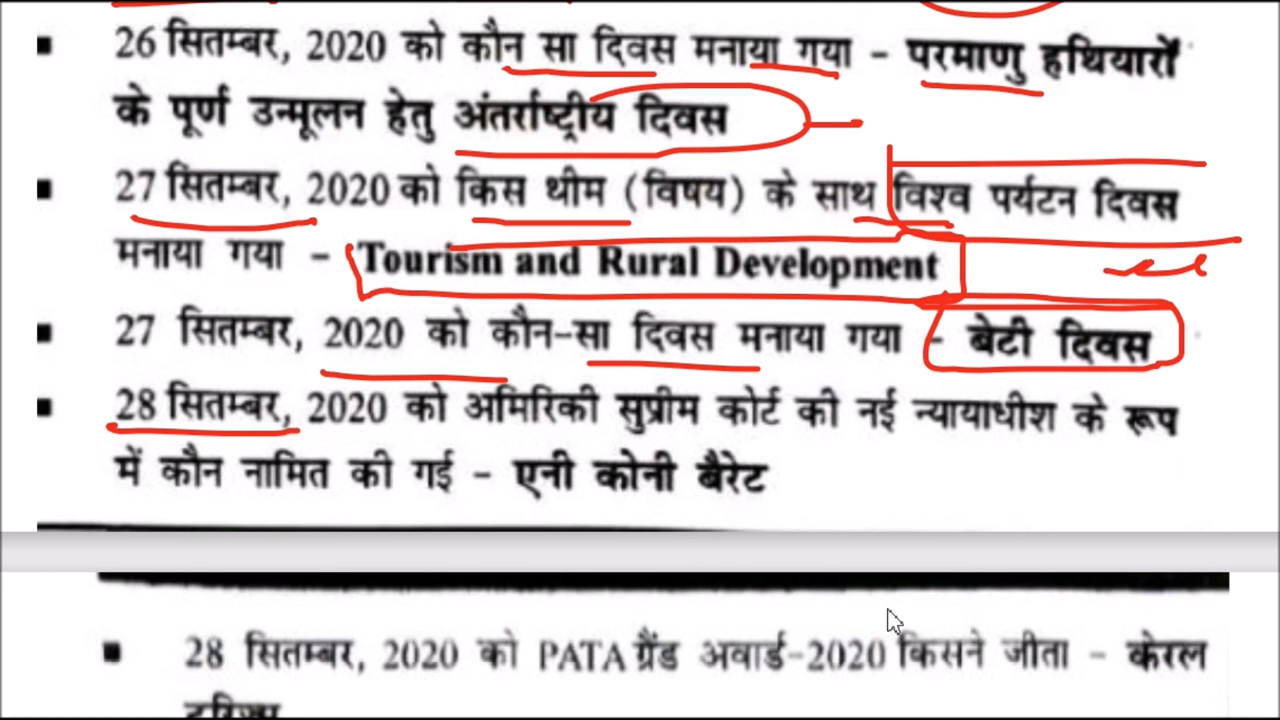 ▪ 26 सितम्बर, 2020 को कौन सा दिवस मनाया गया - परमाणु हथियारों
के पूर्ण उन्मूलन हेतु अंतर्राष्ट्रीय दिवस
▪ 27 सितम्बर, 2020 को किस थीम (विषय) के साथ विश्व पर्यटन दिवस
मनाया गया - Tourism and Rural Development
▪ 27 सितम्बर, 2020 को कौन-सा दिवस मनाया गया - बेटी दिवस
▪ 28 सितम्बर, 2020 को अमिरिकी सुप्रीम कोर्ट की नई न्यायाधीश के रूप
में कौन नामित की गई - एनी कोनी बैरेट
▪ 28 सितम्बर, 2020 को PATA ग्रैंड अवार्ड-2020 किसने जीता - केरल
टूरिज्म